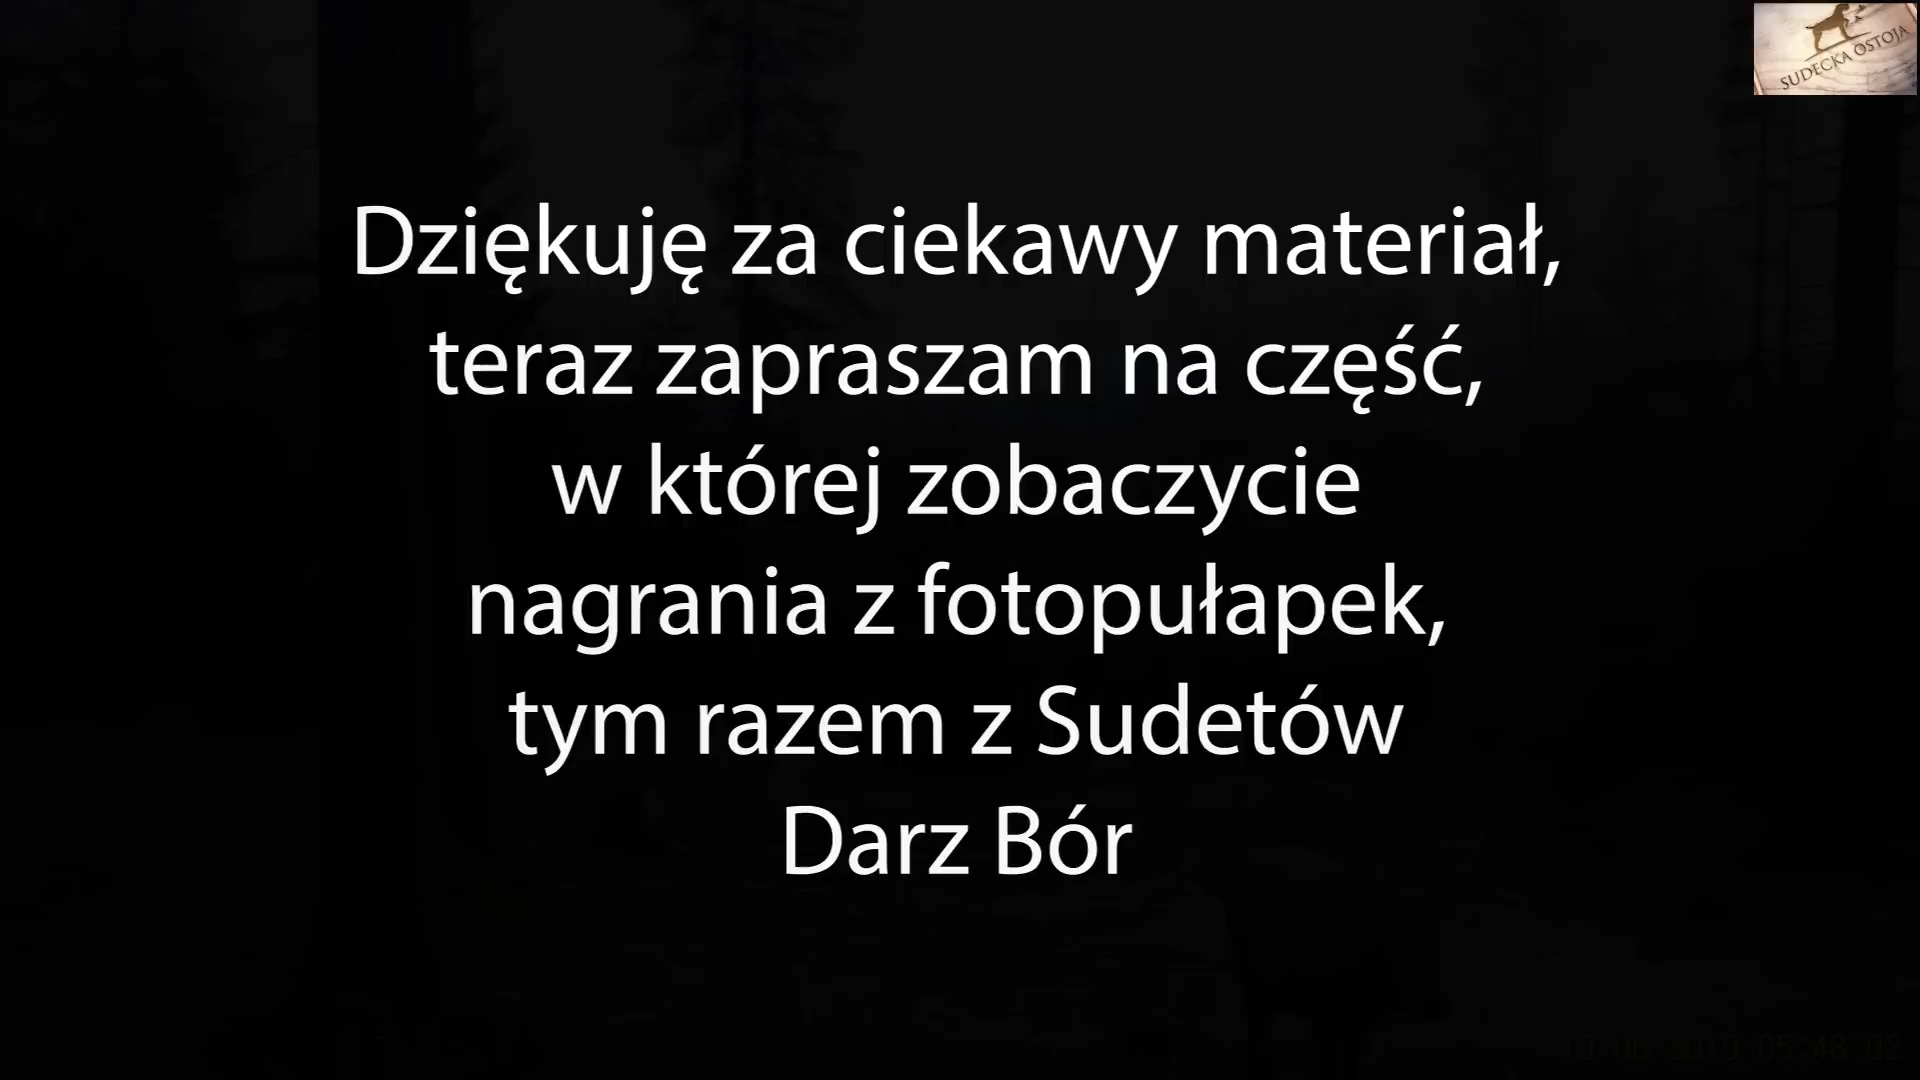 SUDECKA OSTOJA
Dziękuję za ciekawy materiał,
teraz zapraszam na część,
w której zobaczycie
nagrania z fotopułapek,
tym razem z Sudetów
Darz Bór